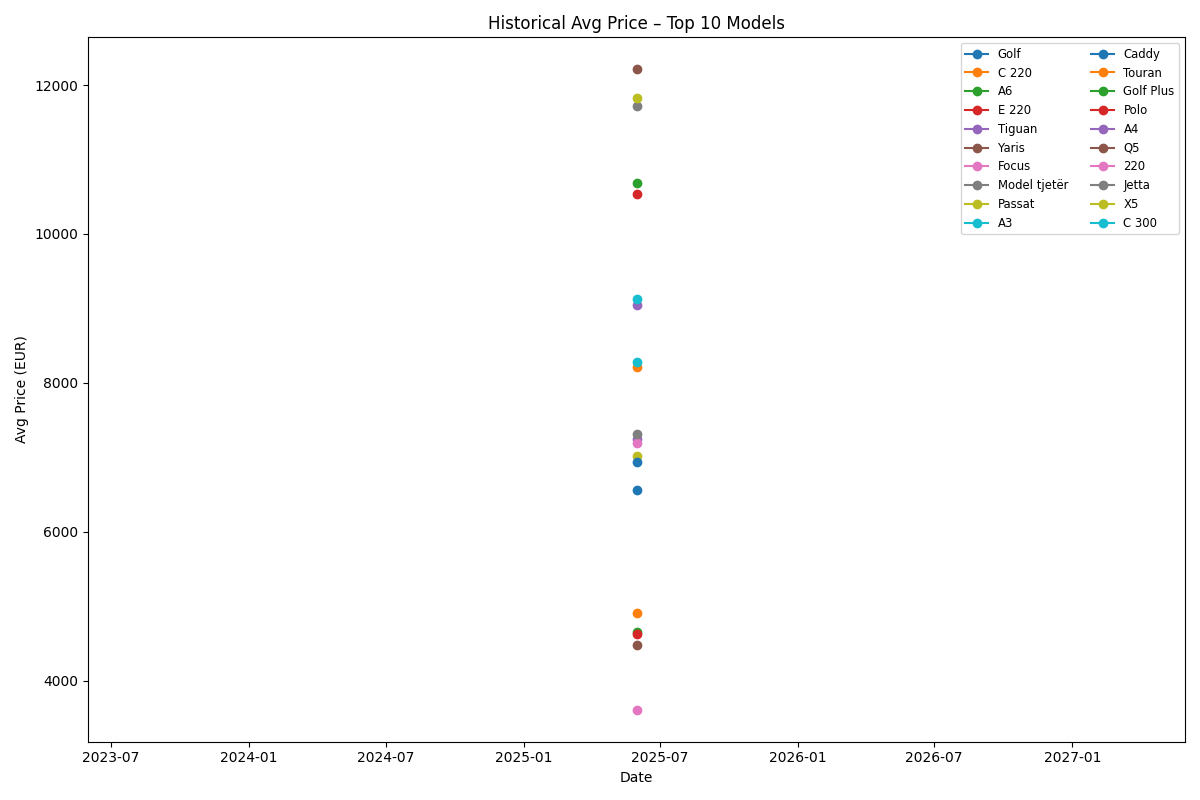 Historical Avg Price – Top 10 Models
Golf
C 220
A6
E 220
Tiguan
Yaris
Focus
Model tjetër
Passat
A3
Caddy
Touran
Golf Plus
Polo
A4
Q5
220
Jetta
X5
C 300
Avg Price (EUR)
12000
10000
8000
6000
4000
2023-07
2024-01
2024-07
2025-01
2025-07
2026-01
2026-07
2027-01
Date